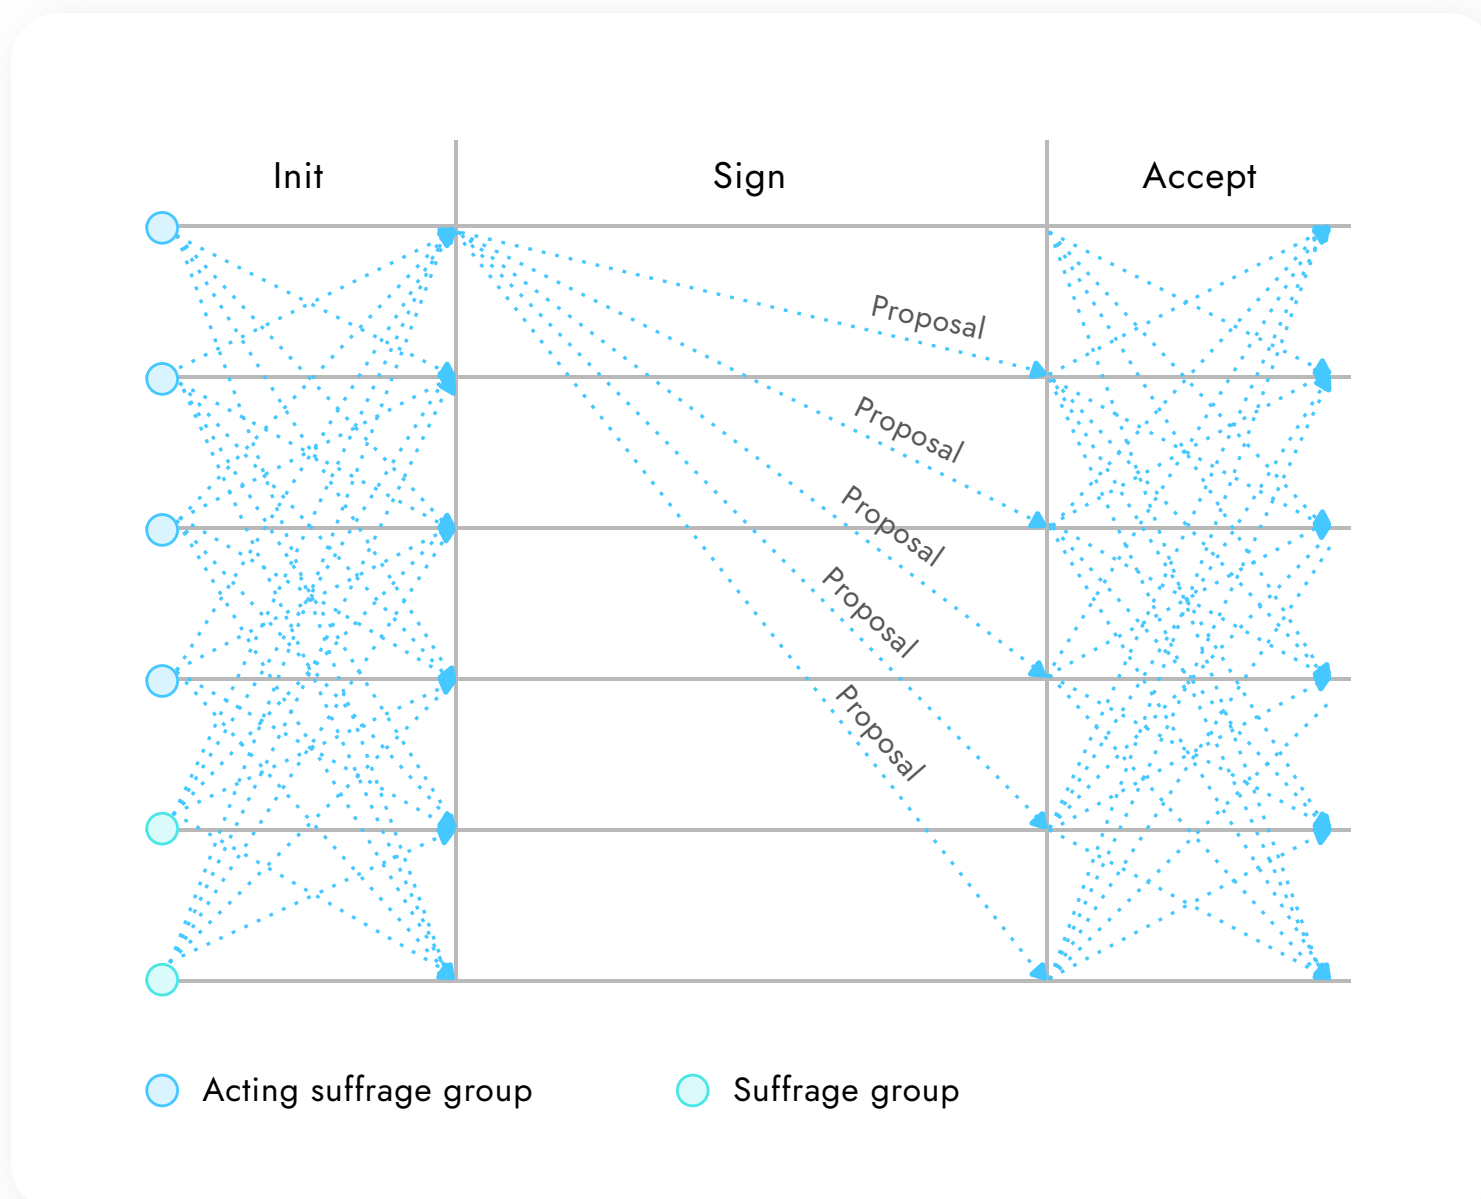 Init
Sign
Accept
Proposal
Proposal
Proposal
Proposal
Proposal
Acting suffrage group
Suffrage group